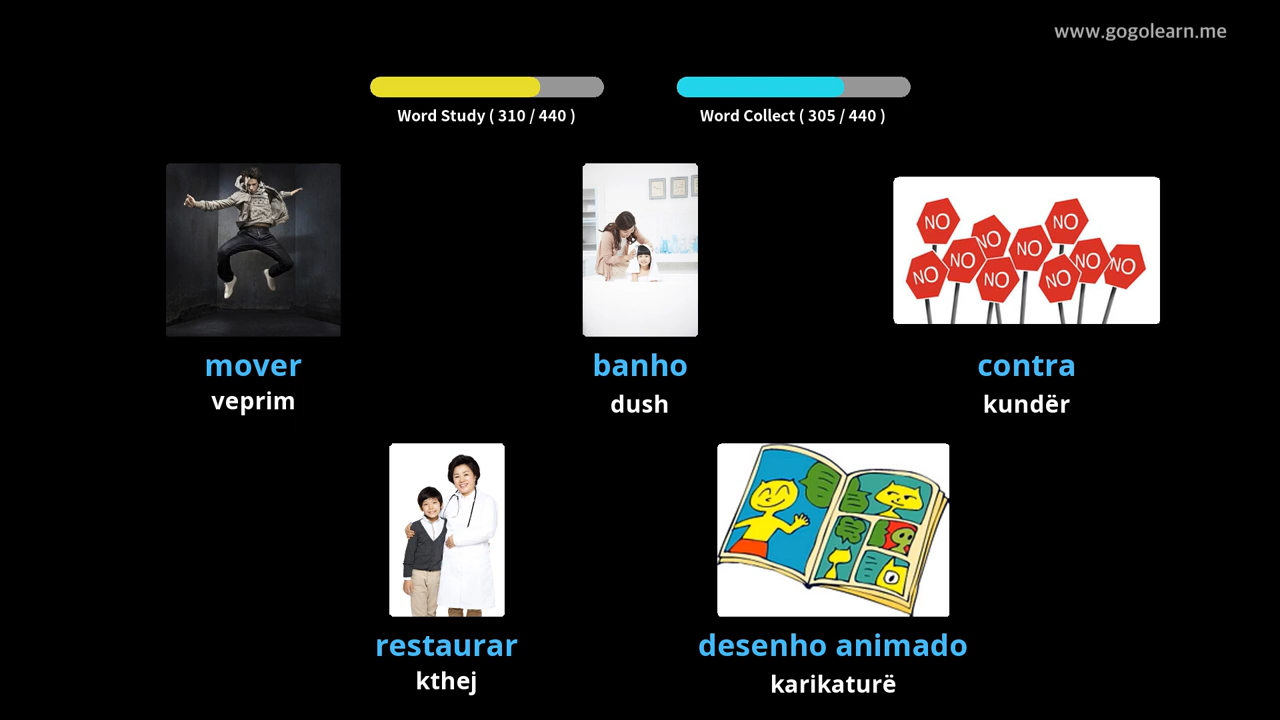 www.gogolearn.me
Word Study ( 310 / 440 )
Word Collect ( 305 / 440 )
NO
NO
NO
NO
NO
NO
NO
NO
NO
NO
mover
veprim
banho
dush
contra
kundër
restaurar
kthej
desenho animado
karikaturë